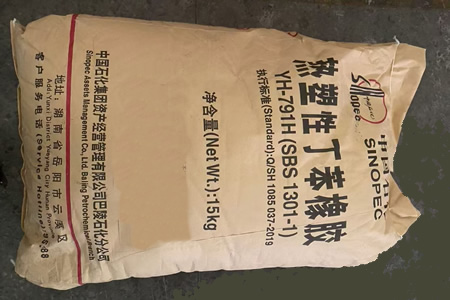 SINOPEC
热塑性丁苯橡胶
YH-791H (SBS 1301-1)
执行标准(Standard):Q/SH 1085 037-2019
净含量(Net Wt.):15kg
中国石化集团资产经营管理有限公司巴陵石化分公司
Sinopec Assets Management Co., Ltd. Baling Petrochemical Branch
地址：湖南省岳阳市云溪区
Add:Yunxi District Yueyang City Hunan Province
客户服务电话(Service Hotline):